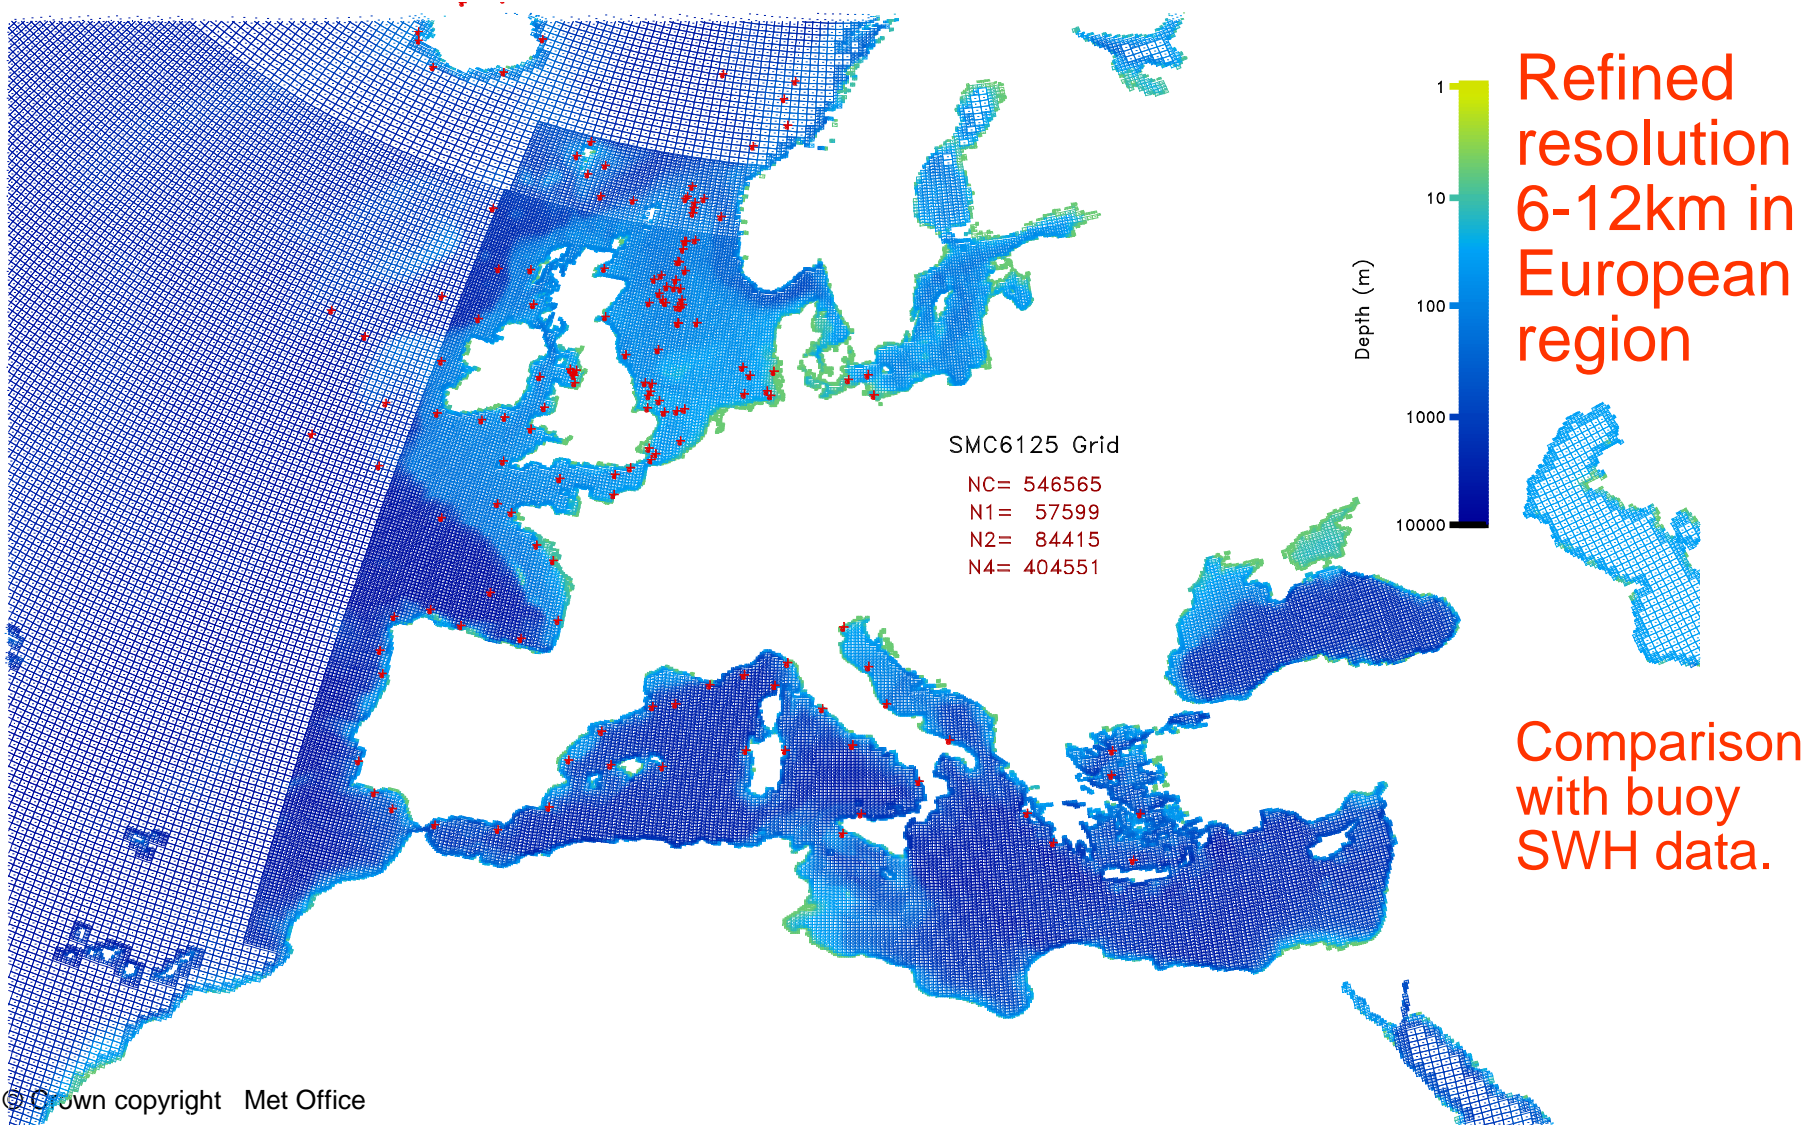 Refined
resolution
6-12km in
European
region
1
10
100
1000
10000
Depth (m)
SMC6125 Grid
NC= 546565
N1= 57599
N2= 84415
N4= 404551
Comparison
with buoy
SWH data.
© Crown copyright Met Office